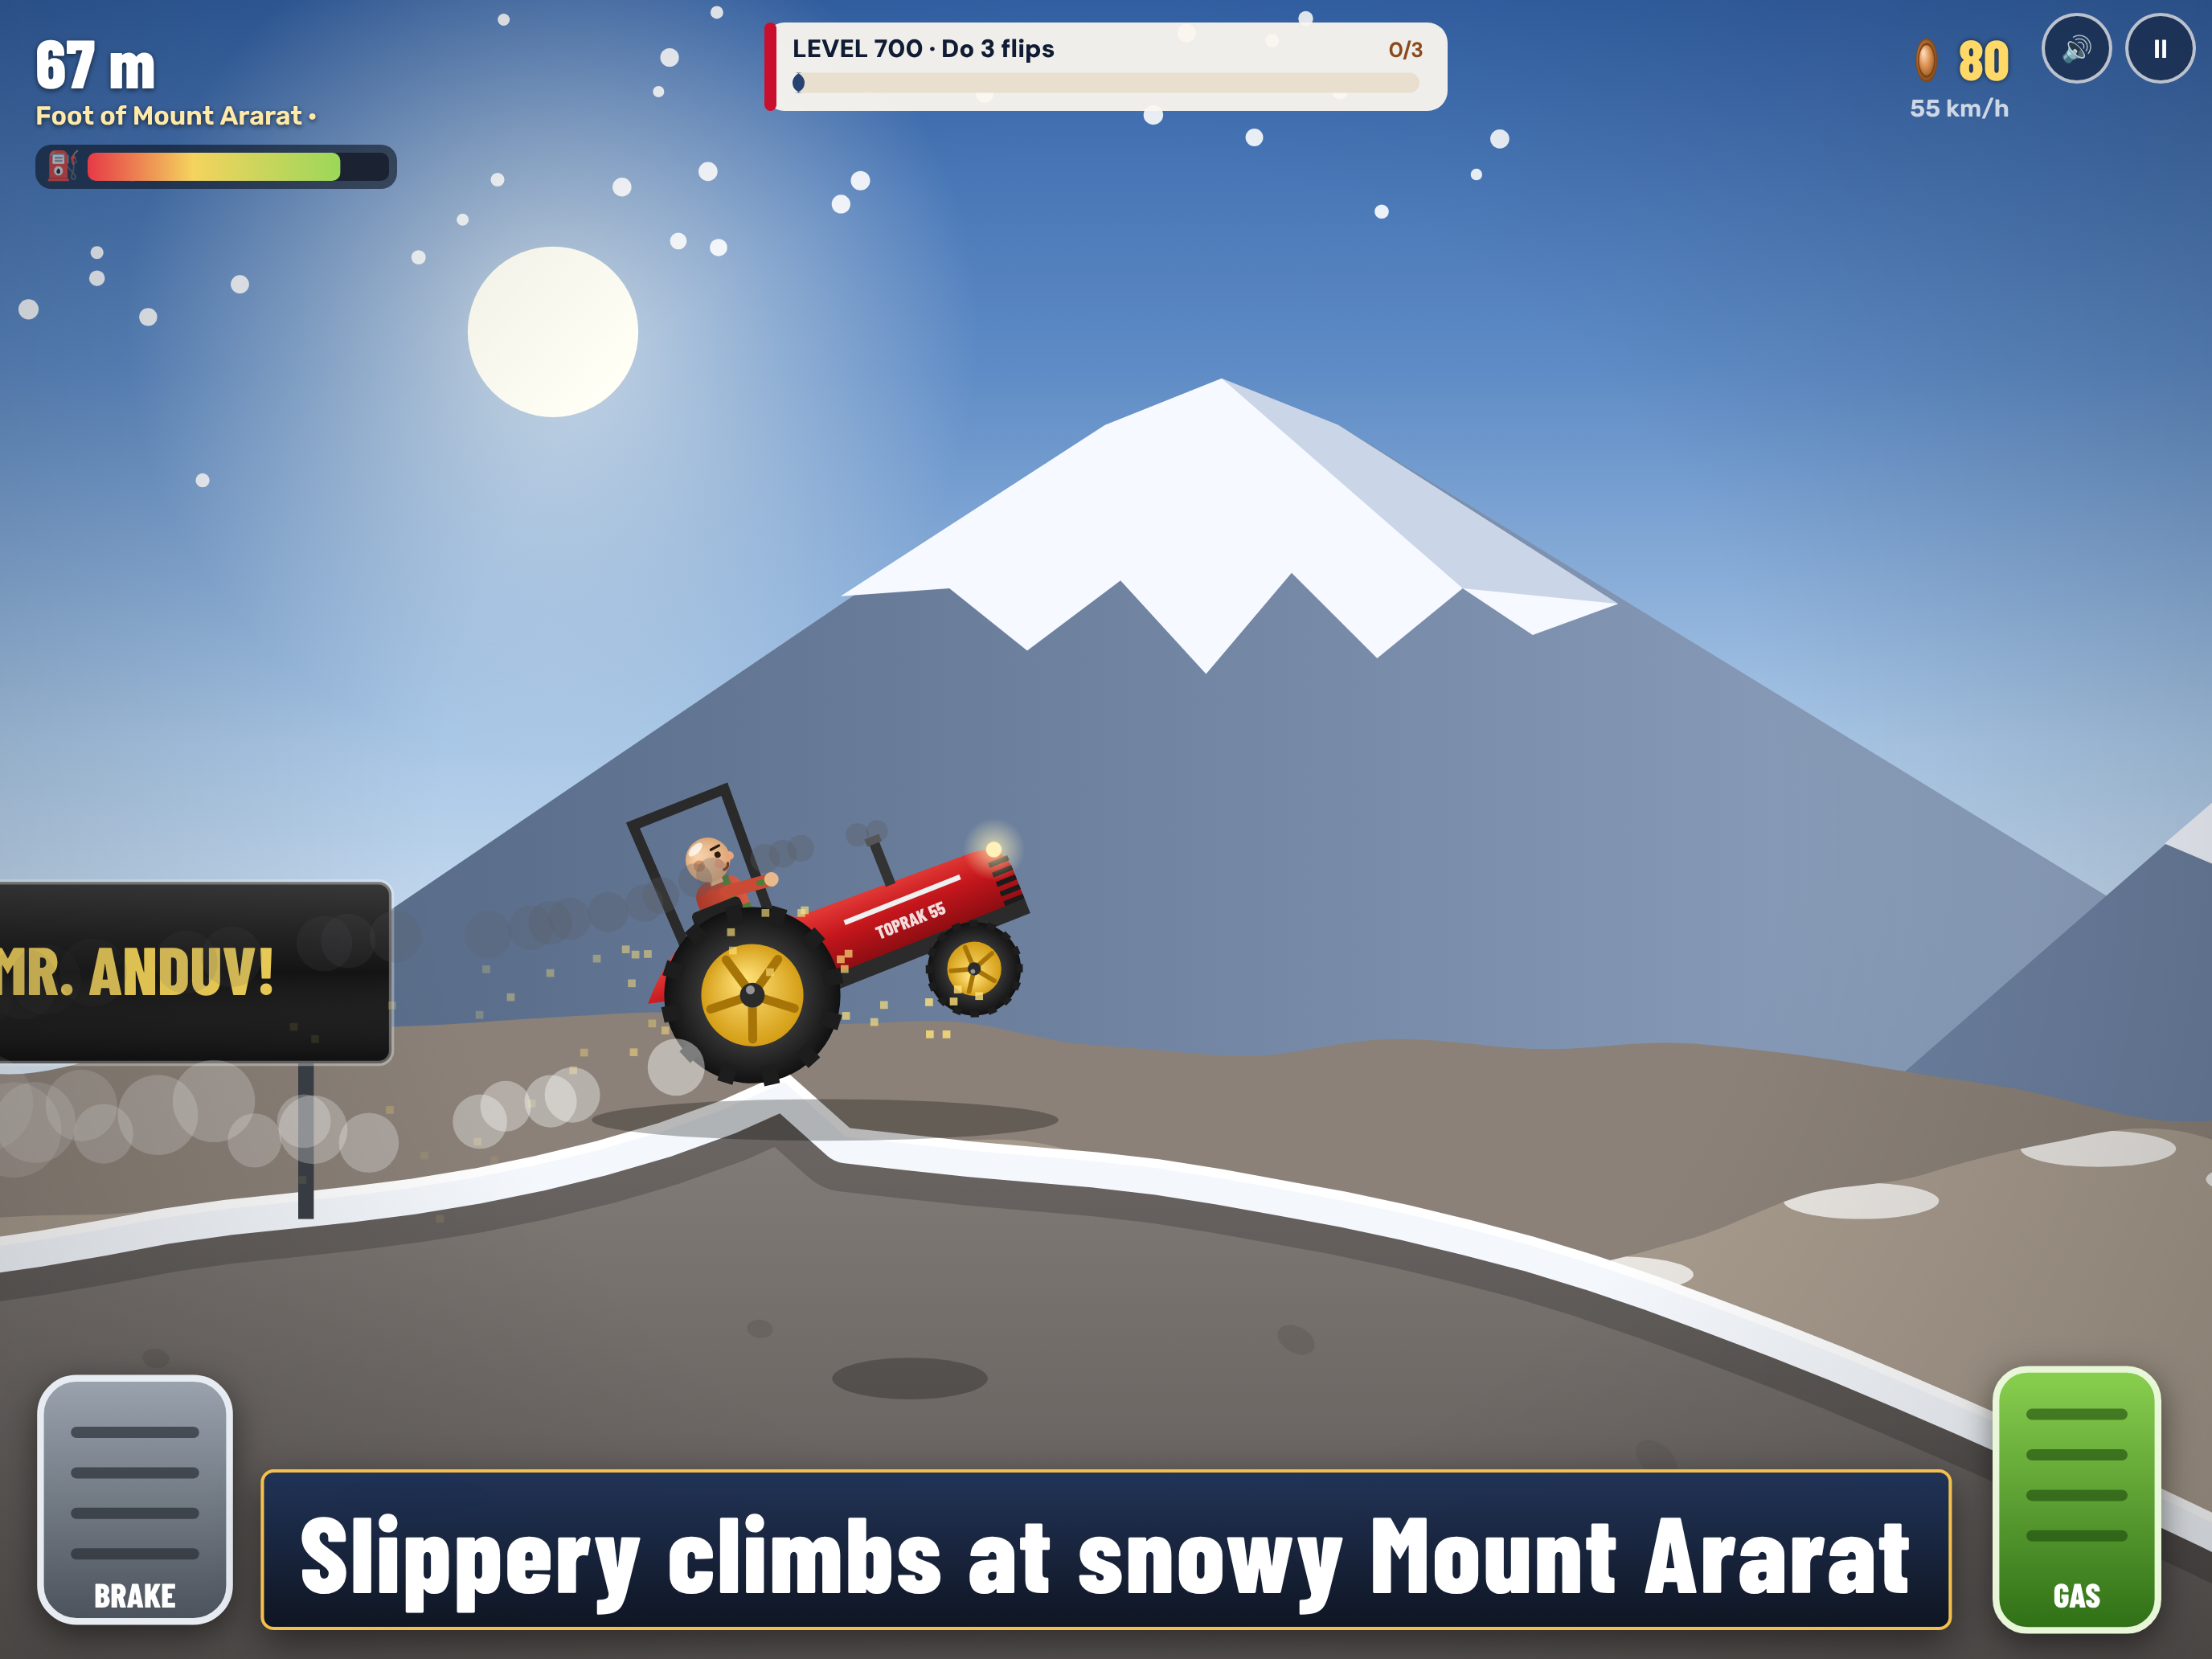 67 m
Foot of Mount Ararat •
LEVEL 700 · Do 3 flips
0/3
80
55 km/h
TOPRAK 55
MR. ANDUV!
BRAKE
Slippery climbs at snowy Mount Ararat
GAS